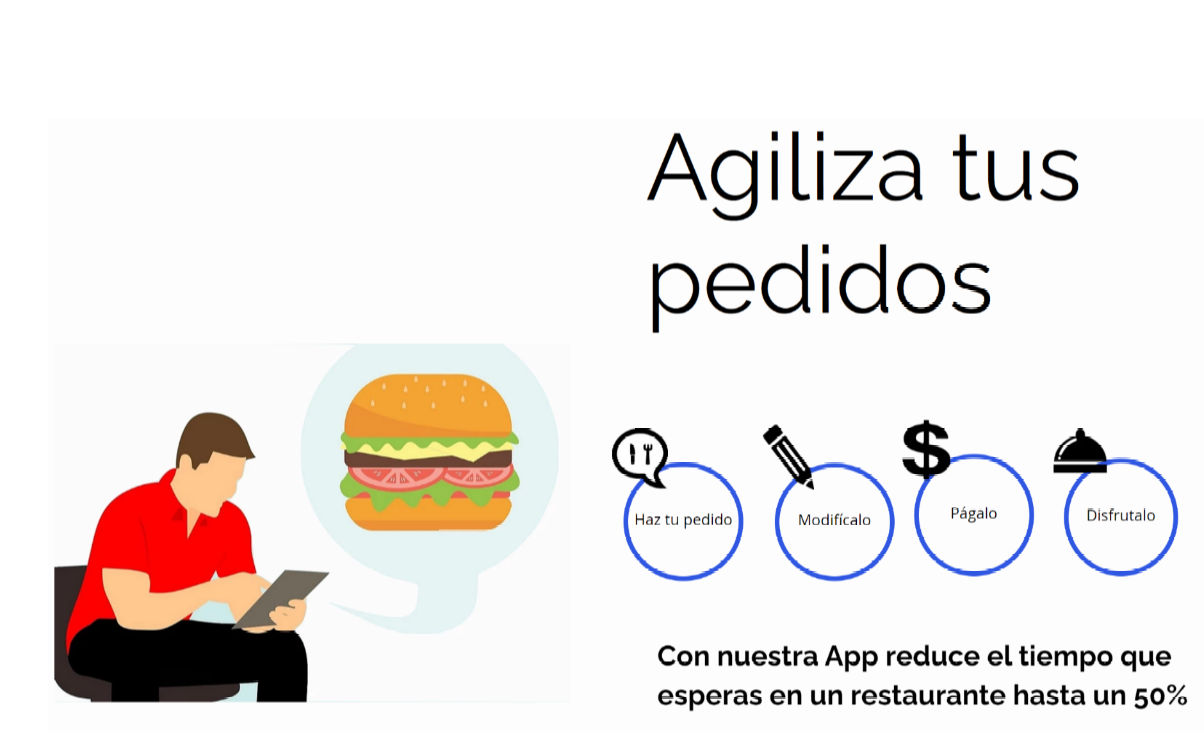 Agiliza tus
pedidos
Haz tu pedido
Modifícalo
Págalo
Disfrutalo
Con nuestra App reduce el tiempo que
esperas en un restaurante hasta un 50%